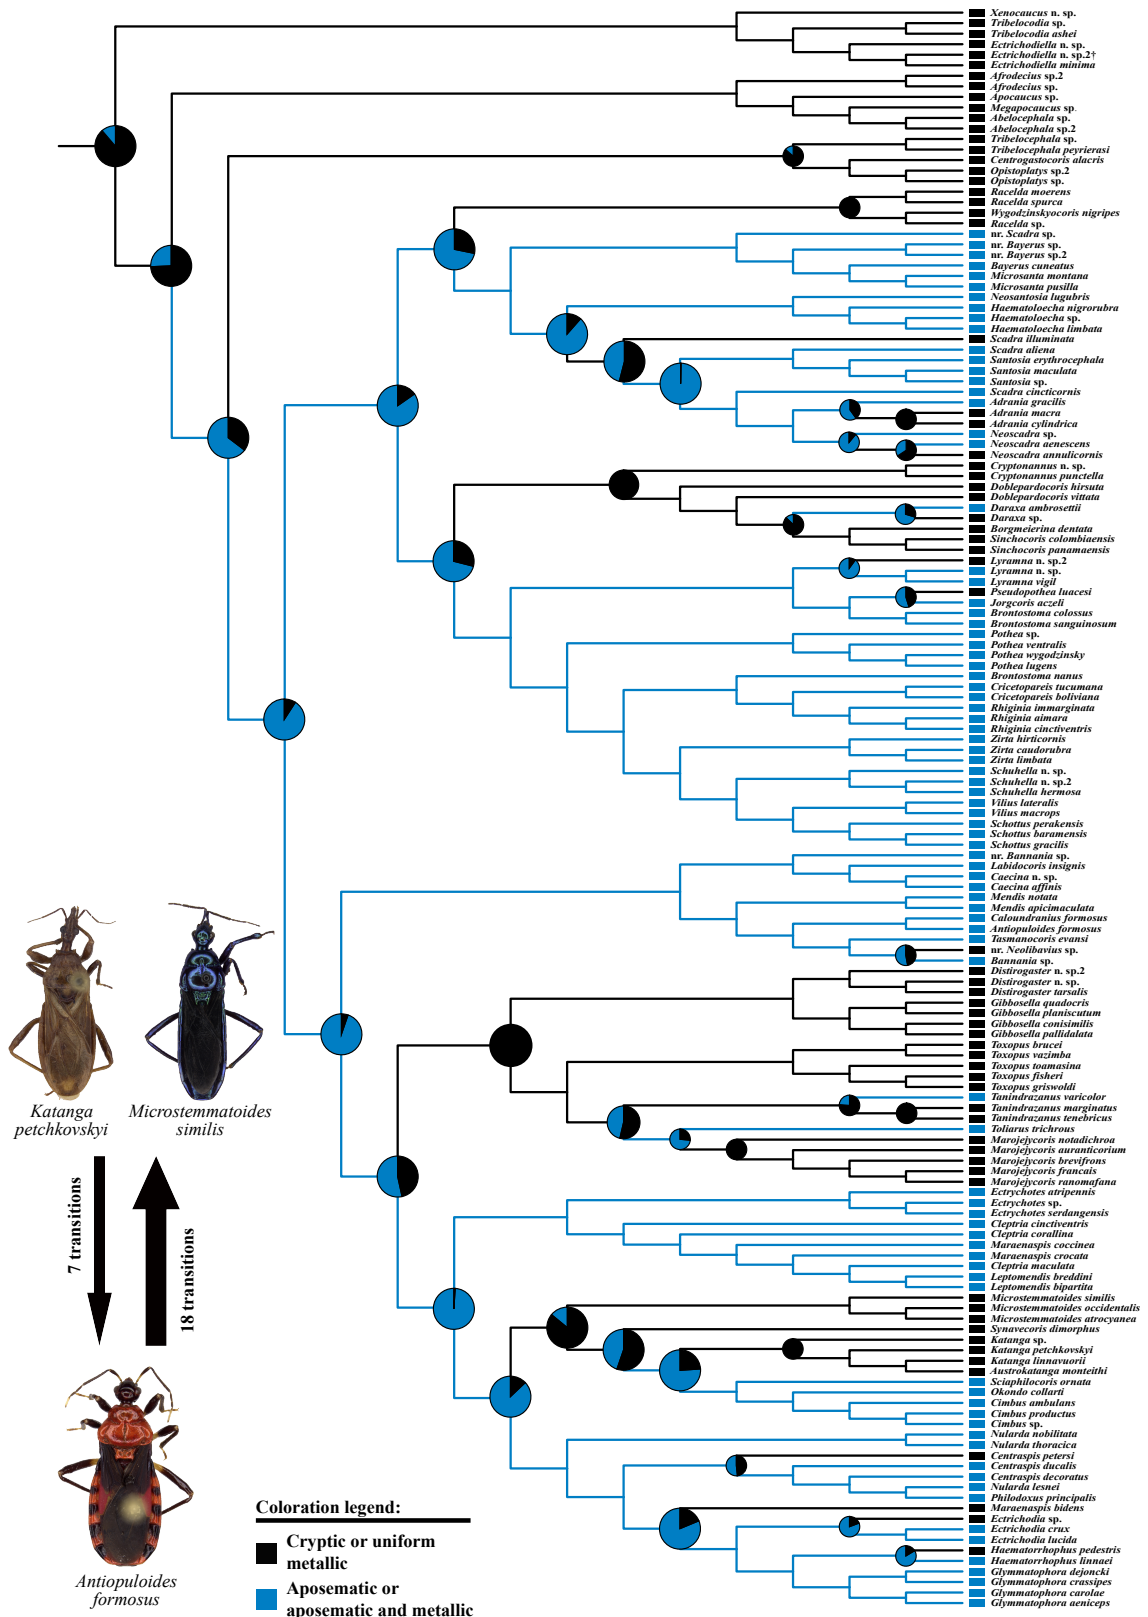 Xenocaucus n. sp.
Tribelocodia sp.
Tribelocodia ashei
Ectrichodiella n. sp.
Ectrichodiella n. sp.2†
Ectrichodiella minima
Afrodecius sp.2
Afrodecius sp.
Apocaucus sp.
Megapocaucus sp.
Abelocephala sp.
Abelocephala sp.2
Tribelocephala sp.
Tribelocephala peyrierasi
Centrogastocoris alacris
Opistoplatys sp.2
Opistoplatys sp.
Racelda moerens
Racelda spurca
Wygodzinskyocoris nigripes
Racelda sp.
nr. Scadra sp.
nr. Bayerus sp.
nr. Bayerus sp.2
Bayerus cuneatus
Microsanta montana
Microsanta pusilla
Neosantosia lugubris
Haematoloecha nigrorubra
Haematoloecha sp.
Haematoloecha limbata
Scadra illuminata
Scadra aliena
Santosia erythrocephala
Santosia maculata
Santosia sp.
Scadra cincticornis
Adrania gracilis
Adrania macra
Adrania cylindrica
Neoscadra sp.
Neoscadra aenescens
Neoscadra annulicornis
Cryptonannus n. sp.
Cryptonannus punctella
Doblepardocoris hirsuta
Doblepardocoris vittata
Daraxa ambrosettii
Daraxa sp.
Borgmeierina dentata
Sinchocoris colombiaensis
Sinchocoris panamaensis
Lyramna n. sp.2
Lyramna n. sp.
Lyramna vigil
Pseudopothea luacesi
Jorgcoris aczeli
Brontostoma colossus
Brontostoma sanguinosum
Pothea sp.
Pothea ventralis
Pothea wygodzinsky
Pothea lugens
Brontostoma nanus
Cricetopareis tucumana
Cricetopareis boliviana
Rhiginia immarginata
Rhiginia aimara
Rhiginia cinctiventris
Zirta hirticornis
Zirta caudorubra
Zirta limbata
Schuhella n. sp.
Schuhella n. sp.2
Schuhella hermosa
Vilius lateralis
Vilius macrops
Schottus perakensis
Schottus baramensis
Schottus gracilis
nr. Bannania sp.
Labidocoris insignis
Caecina n. sp.
Caecina affinis
Mendis notata
Mendis apicimaculata
Caloundranius formosus
Antiopuloides formosus
Tasmanocoris evansi
nr. Neolibavius sp.
Bannania sp.
Distirogaster n. sp.2
Distirogaster n. sp.
Distirogaster tarsalis
Gibbosella quadocris
Gibbosella planiscutum
Gibbosella conisimilis
Gibbosella pallidalata
Toxopus brucei
Toxopus vazimba
Toxopus toamasina
Toxopus fisheri
Toxopus griswoldi
Tanindrazanus varicolor
Tanindrazanus marginatus
Tanindrazanus tenebricus
Toliarus trichrous
Marojejycoris notadichroa
Marojejycoris auranticorium
Marojejycoris brevifrons
Marojejycoris francais
Marojejycoris ranomafana
Ectrychotes atripennis
Ectrychotes sp.
Ectrychotes serdangensis
Cleptria cinctiventris
Cleptria corallina
Maraenaspis coccinea
Maraenaspis crocata
Cleptria maculata
Leptomendis breddini
Leptomendis bipartita
Microstemmatoides similis
Microstemmatoides occidentalis
Microstemmatoides atrocyanea
Synavecoris dimorphus
Katanga sp.
Katanga petchkovskyi
Katanga linnavuorii
Austrokatanga monteithi
Sciaphilocoris ornata
Okondo collarti
Cimbus ambulans
Cimbus productus
Cimbus sp.
Nularda nobilitata
Nularda thoracica
Centraspis petersi
Centraspis ducalis
Centraspis decoratus
Nularda lesnei
Philodoxus principalis
Maraenaspis bidens
Ectrichodia sp.
Ectrichodia crux
Ectrichodia lucida
Haematorrhophus pedestris
Haematorrhophus linnaei
Glymmatophora dejoncki
Glymmatophora crassipes
Glymmatophora carolae
Glymmatophora aeniceps
Katanga
petchkovskyi
Microstemmatoides
similis
7 transitions
18 transitions
Antiopuloides
formosus
Coloration legend:
Cryptic or uniform
metallic
Aposematic or
aposematic and metallic